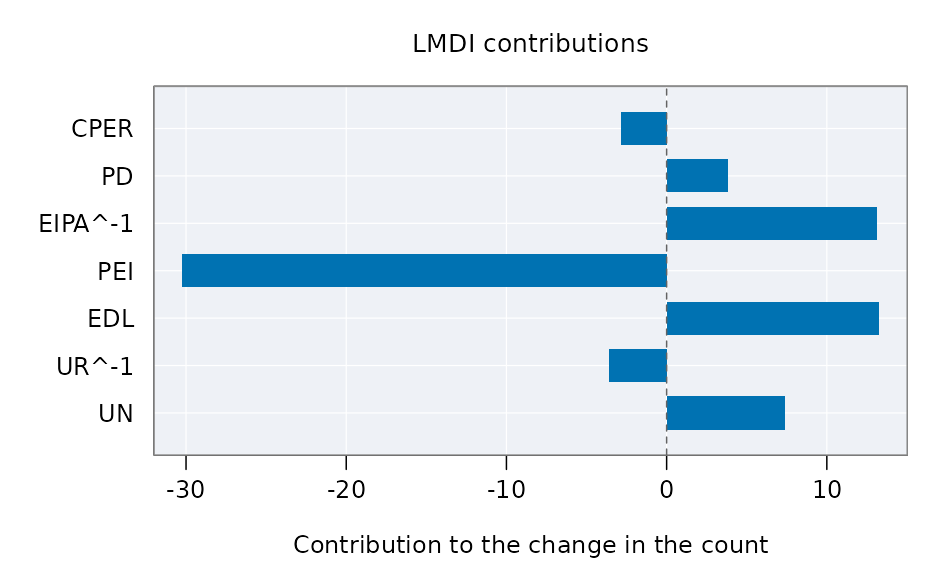 LMDI contributions
CPER
PD
EIPA^-1
PEI
EDL
UR^-1
UN
-30 -20 -10 0 10
Contribution to the change in the count